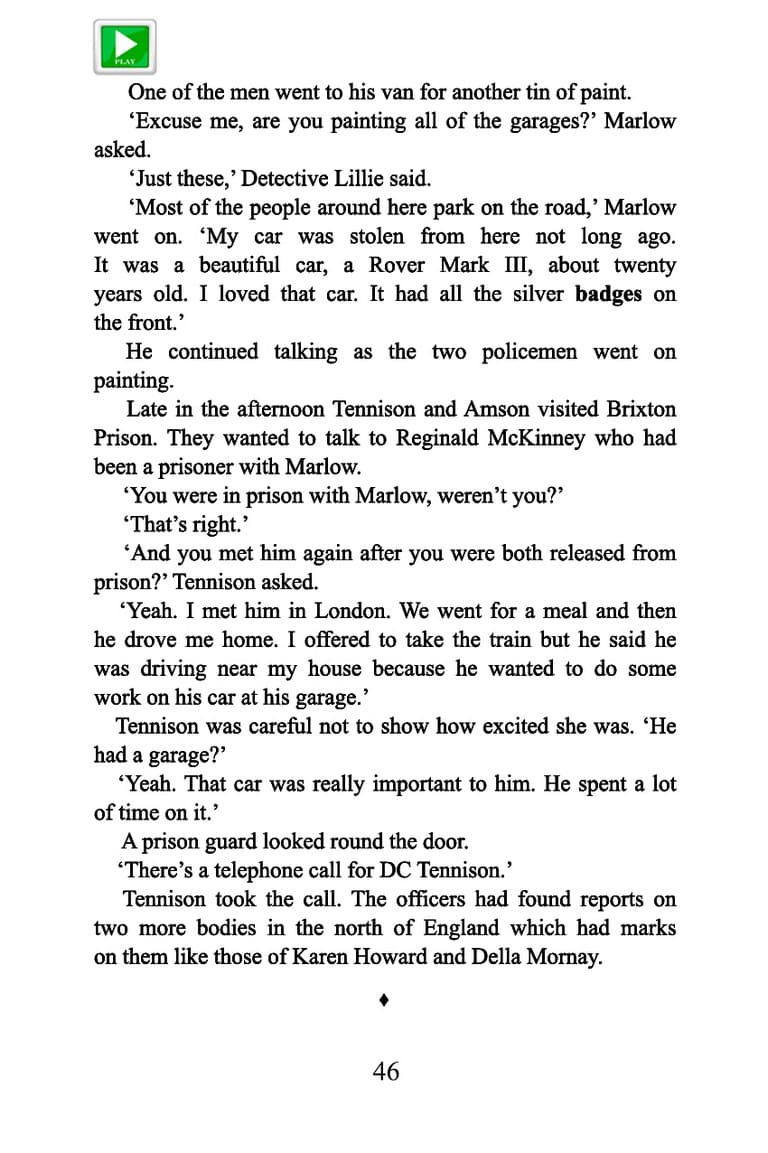 PLAY
One of the men went to his van for another tin of paint.
‘Excuse me, are you painting all of the garages?’ Marlow
asked.
‘Just these,’ Detective Lillie said.
‘Most of the people around here park on the road,’ Marlow
went on. ‘My car was stolen from here not long ago.
It was a beautiful car, a Rover Mark III, about twenty
years old. I loved that car. It had all the silver badges on
the front.’
He continued talking as the two policemen went on
painting.
Late in the afternoon Tennison and Amson visited Brixton
Prison. They wanted to talk to Reginald McKinney who had
been a prisoner with Marlow.
‘You were in prison with Marlow, weren’t you?’
‘That’s right.’
‘And you met him again after you were both released from
prison?’ Tennison asked.
‘Yeah. I met him in London. We went for a meal and then
he drove me home. I offered to take the train but he said he
was driving near my house because he wanted to do some
work on his car at his garage.’
Tennison was careful not to show how excited she was. ‘He
had a garage?’
‘Yeah. That car was really important to him. He spent a lot
of time on it.’
A prison guard looked round the door.
‘There’s a telephone call for DC Tennison.’
Tennison took the call. The officers had found reports on
two more bodies in the north of England which had marks
on them like those of Karen Howard and Della Mornay.
46